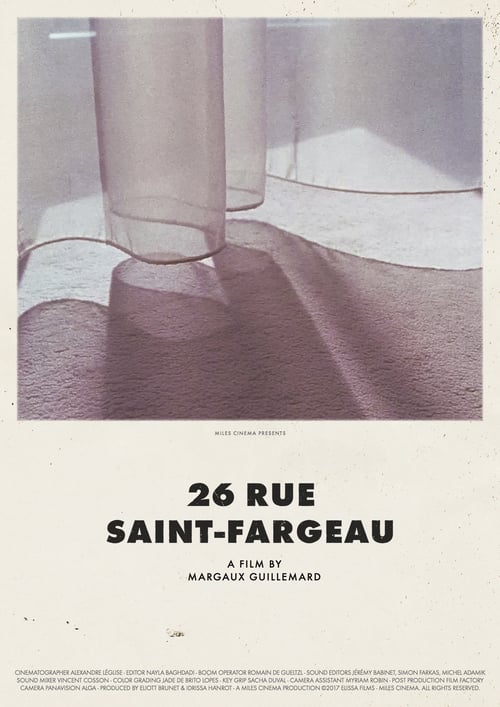 MILES CINEMA PRESENTS
26 RUE
SAINT-FARGEAU
A FILM BY
MARGAUX GUILLEMARD
CINEMATOGRAPHER ALEXANDRE LÉGLISE · EDITOR NAYLA BAGHDADI · BOOM OPERATOR ROMAIN DE GUELTZL · SOUND EDITORS JÉRÉMY BABINET, SIMON FARKAS, MICHEL ADAMIK
SOUND MIXER VINCENT COSSON · COLOR GRADING JADE DE BRITO LOPES · KEY GRIP SACHA DUVAL · CAMERA ASSISTANT MYRIAM ROBIN · POST PRODUCTION FILM FACTORY
CAMERA PANAVISION ALGA · PRODUCED BY ELIOTT BRUNET & IDRISSA HANROT · A MILES CINEMA PRODUCTION ©2017 ELISSA FILMS - MILES CINEMA. ALL RIGHTS RESERVED.